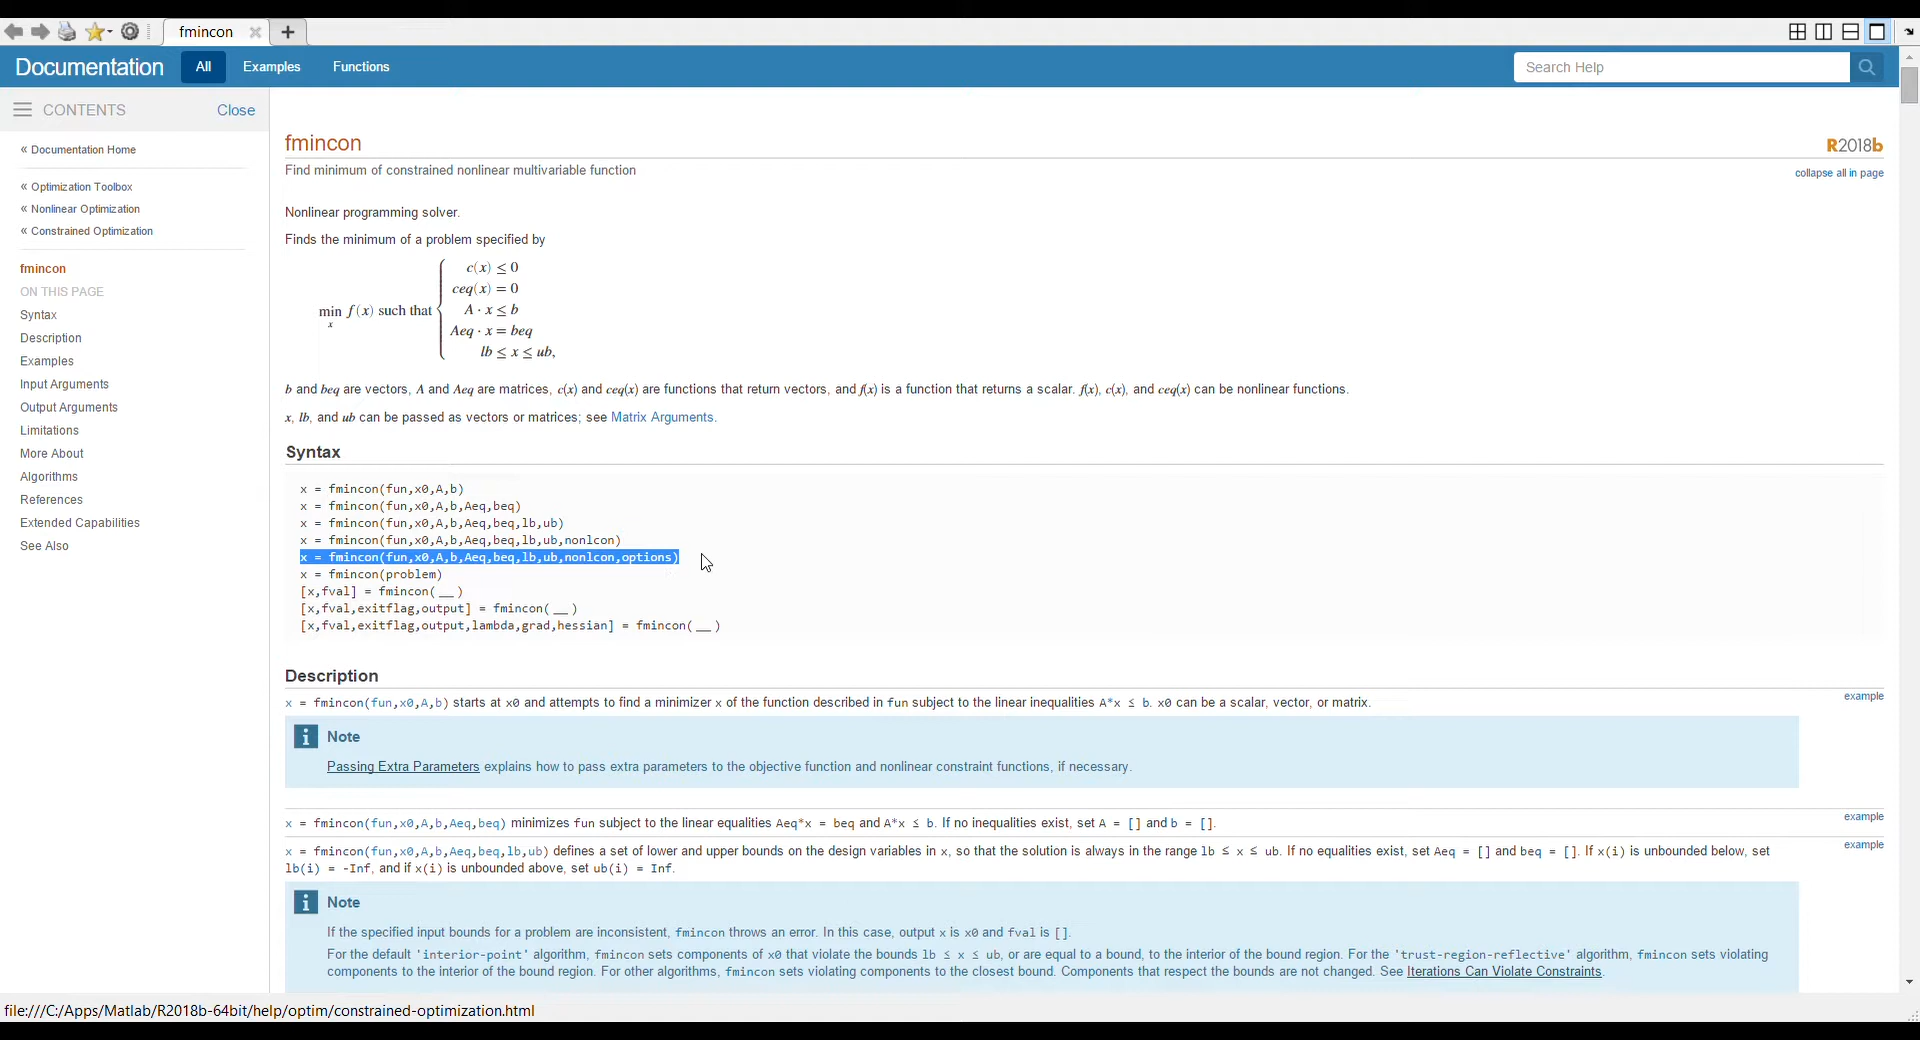 fmincon
Documentation All Examples Functions Search Help
CONTENTS Close
« Documentation Home
« Optimization Toolbox
« Nonlinear Optimization
« Constrained Optimization
fmincon
ON THIS PAGE
Syntax
Description
Examples
Input Arguments
Output Arguments
Limitations
More About
Algorithms
References
Extended Capabilities
See Also
fmincon R2018b
Find minimum of constrained nonlinear multivariable function collapse all in page
Nonlinear programming solver.
Finds the minimum of a problem specified by
min x f(x) such that
c(x) ≤ 0
ceq(x) = 0
A · x ≤ b
Aeq · x = beq
lb ≤ x ≤ ub,
b and beq are vectors, A and Aeq are matrices, c(x) and ceq(x) are functions that return vectors, and f(x) is a function that returns a scalar. f(x), c(x), and ceq(x) can be nonlinear functions.
x, lb, and ub can be passed as vectors or matrices; see Matrix Arguments.
Syntax
x = fmincon(fun,x0,A,b)
x = fmincon(fun,x0,A,b,Aeq,beq)
x = fmincon(fun,x0,A,b,Aeq,beq,lb,ub)
x = fmincon(fun,x0,A,b,Aeq,beq,lb,ub,nonlcon)
x = fmincon(fun,x0,A,b,Aeq,beq,lb,ub,nonlcon,options)
x = fmincon(problem)
[x,fval] = fmincon(__)
[x,fval,exitflag,output] = fmincon(__)
[x,fval,exitflag,output,lambda,grad,hessian] = fmincon(__)
Description
x = fmincon(fun,x0,A,b) starts at x0 and attempts to find a minimizer x of the function described in fun subject to the linear inequalities A*x ≤ b. x0 can be a scalar, vector, or matrix. example
i Note
Passing Extra Parameters explains how to pass extra parameters to the objective function and nonlinear constraint functions, if necessary.
x = fmincon(fun,x0,A,b,Aeq,beq) minimizes fun subject to the linear equalities Aeq*x = beq and A*x ≤ b. If no inequalities exist, set A = [] and b = []. example
x = fmincon(fun,x0,A,b,Aeq,beq,lb,ub) defines a set of lower and upper bounds on the design variables in x, so that the solution is always in the range lb ≤ x ≤ ub. If no equalities exist, set Aeq = [] and beq = []. If x(i) is unbounded below, set example
lb(i) = -Inf, and if x(i) is unbounded above, set ub(i) = Inf.
i Note
If the specified input bounds for a problem are inconsistent, fmincon throws an error. In this case, output x is x0 and fval is [].
For the default 'interior-point' algorithm, fmincon sets components of x0 that violate the bounds lb ≤ x ≤ ub, or are equal to a bound, to the interior of the bound region. For the 'trust-region-reflective' algorithm, fmincon sets violating
components to the interior of the bound region. For other algorithms, fmincon sets violating components to the closest bound. Components that respect the bounds are not changed. See Iterations Can Violate Constraints.
file:///C:/Apps/Matlab/R2018b-64bit/help/optim/constrained-optimization.html